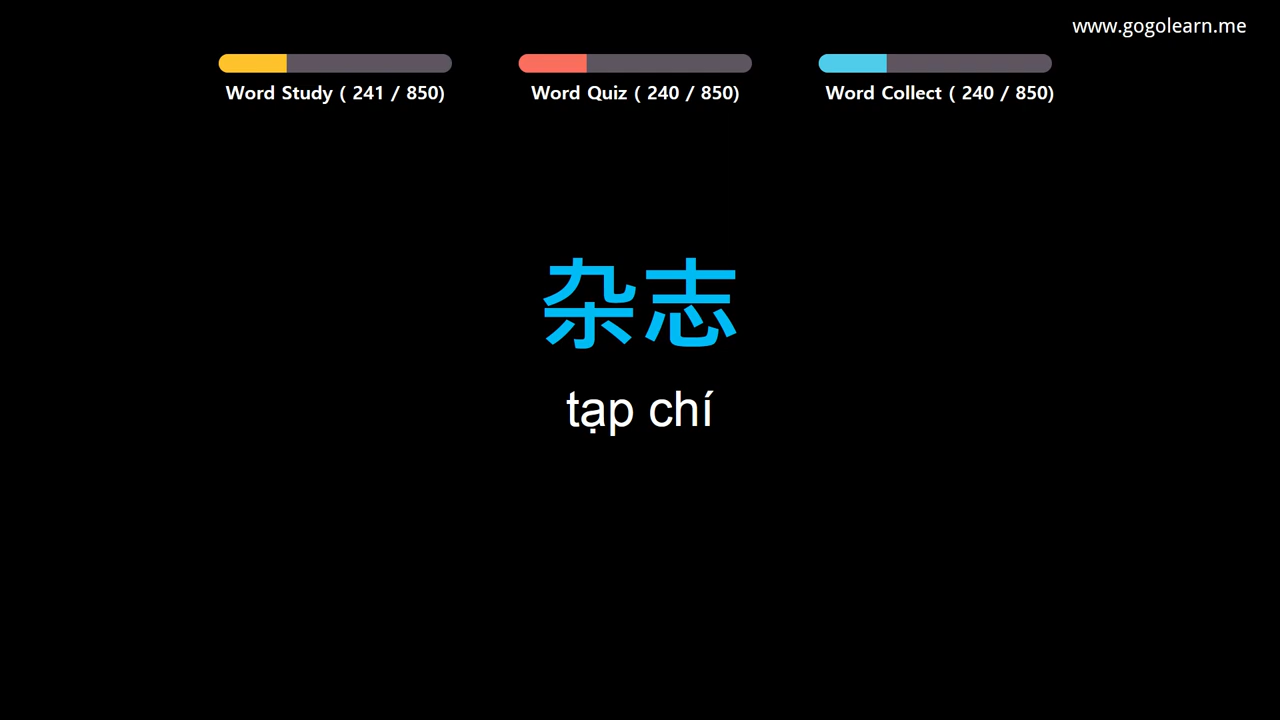 www.gogolearn.me
Word Study ( 241 / 850)
Word Quiz ( 240 / 850)
Word Collect ( 240 / 850)
杂志
tạp chí